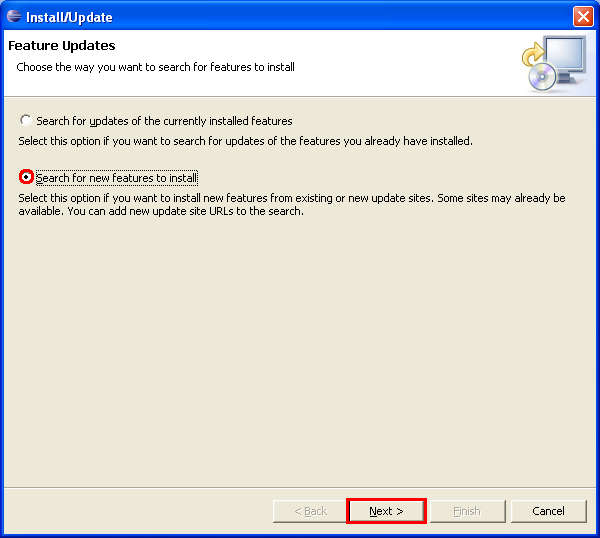 Install/Update
Feature Updates
Choose the way you want to search for features to install
Search for updates of the currently installed features
Select this option if you want to search for updates of the features you already have installed.
Search for new features to install
Select this option if you want to install new features from existing or new update sites. Some sites may already be
available. You can add new update site URLs to the search.
< Back
Next >
Finish
Cancel